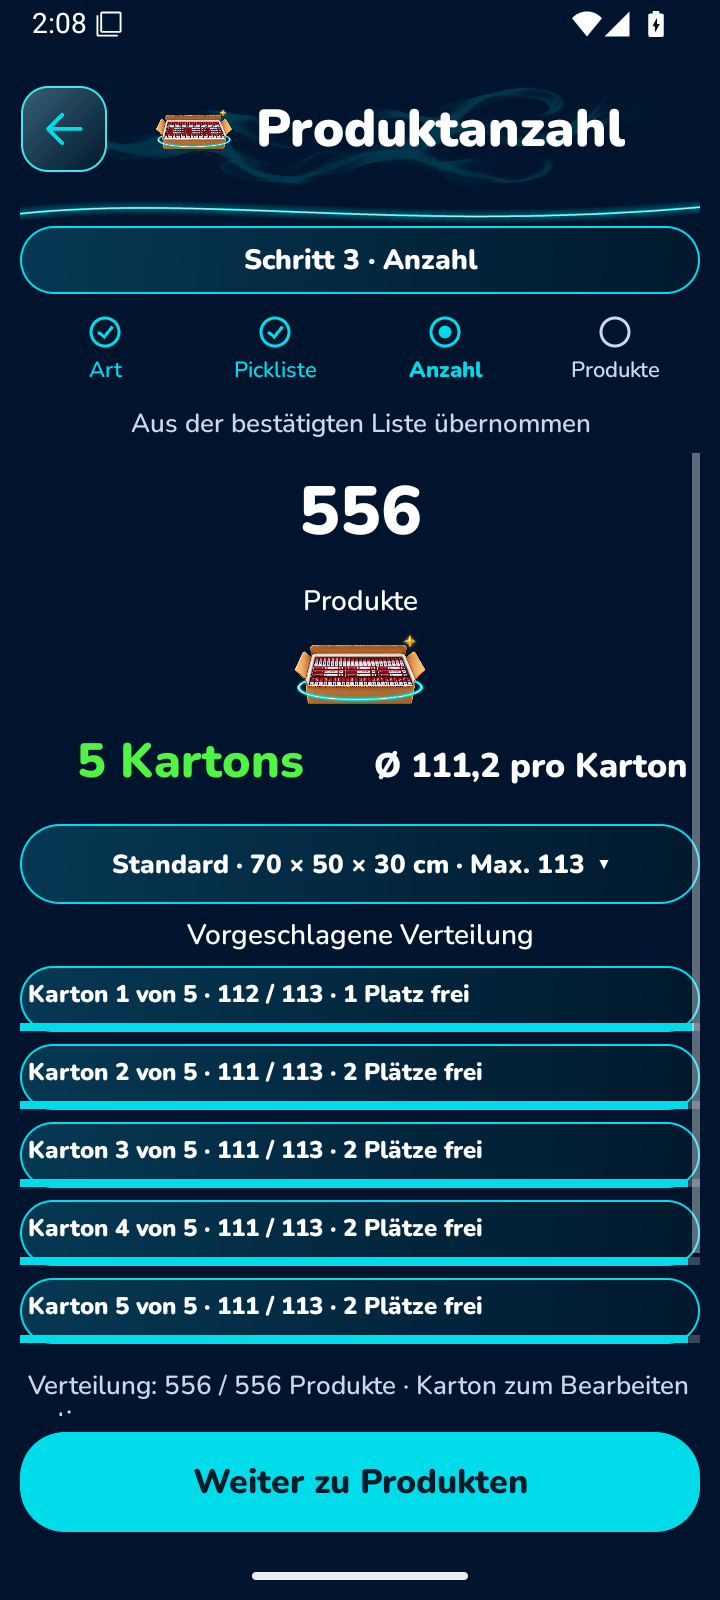 2:08
Produktanzahl
Schritt 3 · Anzahl
Art Pickliste Anzahl Produkte
Aus der bestätigten Liste übernommen
556
Produkte
5 Kartons Ø 111,2 pro Karton
Standard · 70 × 50 × 30 cm · Max. 113 ▼
Vorgeschlagene Verteilung
Karton 1 von 5 · 112 / 113 · 1 Platz frei
Karton 2 von 5 · 111 / 113 · 2 Plätze frei
Karton 3 von 5 · 111 / 113 · 2 Plätze frei
Karton 4 von 5 · 111 / 113 · 2 Plätze frei
Karton 5 von 5 · 111 / 113 · 2 Plätze frei
Verteilung: 556 / 556 Produkte · Karton zum Bearbeiten
Weiter zu Produkten